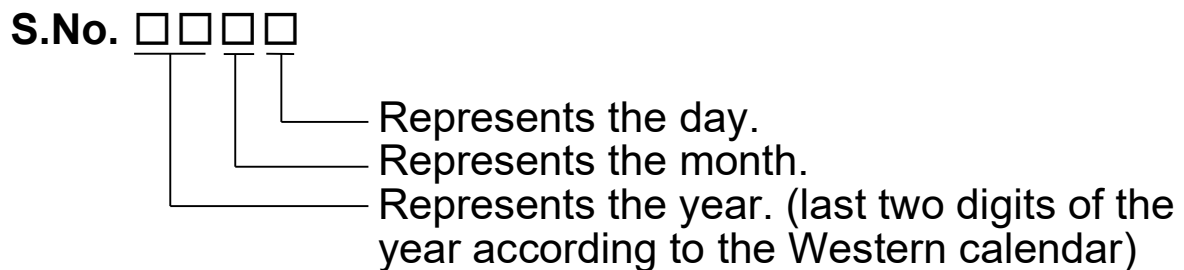 S.No. □□□□
Represents the day.
Represents the month.
Represents the year. (last two digits of the
year according to the Western calendar)